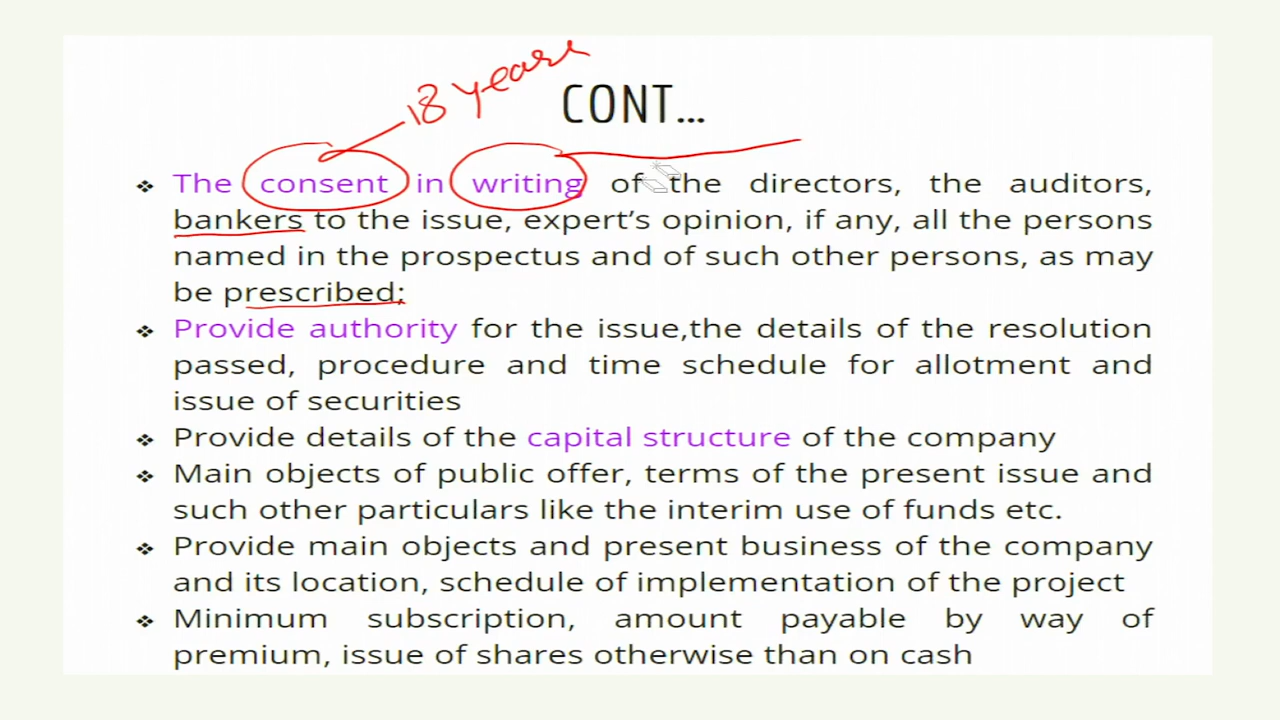 18 years
CONT...
❖ The consent in writing of the directors, the auditors,
bankers to the issue, expert's opinion, if any, all the persons
named in the prospectus and of such other persons, as may
be prescribed;
❖ Provide authority for the issue,the details of the resolution
passed, procedure and time schedule for allotment and
issue of securities
❖ Provide details of the capital structure of the company
❖ Main objects of public offer, terms of the present issue and
such other particulars like the interim use of funds etc.
❖ Provide main objects and present business of the company
and its location, schedule of implementation of the project
❖ Minimum subscription, amount payable by way of
premium, issue of shares otherwise than on cash